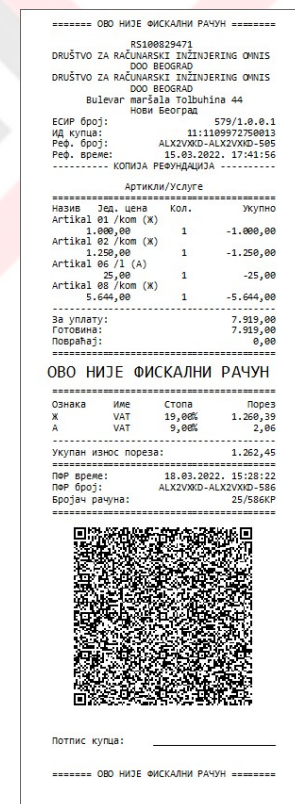 ======= ОВО НИЈЕ ФИСКАЛНИ РАЧУН =======
RS100829471
DRUŠTVO ZA RAČUNARSKI INŽINJERING OMNIS
DOO BEOGRAD
DRUŠTVO ZA RAČUNARSKI INŽINJERING OMNIS
DOO BEOGRAD
Bulevar maršala Tolbuhina 44
Нови Београд
ЕСИР број: 579/1.0.0.1
ИД купца: 11:1109972750013
Реф. број: ALX2VXKD-ALX2VXKD-505
Реф. време: 15.03.2022. 17:41:56
---------- КОПИЈА РЕФУНДАЦИЈА ----------
Артикли/Услуге
========================================
Назив Јед. цена Кол. Укупно
Artikal 01 /kom (Ж)
1.000,00 1 -1.000,00
Artikal 02 /kom (Ж)
1.250,00 1 -1.250,00
Artikal 06 /l (А)
25,00 1 -25,00
Artikal 08 /kom (Ж)
5.644,00 1 -5.644,00
----------------------------------------
За уплату: 7.919,00
Готовина: 7.919,00
Повраћај: 0,00
========================================
ОВО НИЈЕ ФИСКАЛНИ РАЧУН
========================================
Ознака Име Стопа Порез
Ж VAT 19,00% 1.260,39
А VAT 9,00% 2,06
----------------------------------------
Укупан износ пореза: 1.262,45
========================================
ПФР време: 18.03.2022. 15:28:22
ПФР број: ALX2VXKD-ALX2VXKD-586
Бројач рачуна: 25/586КР
========================================
Потпис купца: ____________________
======= ОВО НИЈЕ ФИСКАЛНИ РАЧУН =======